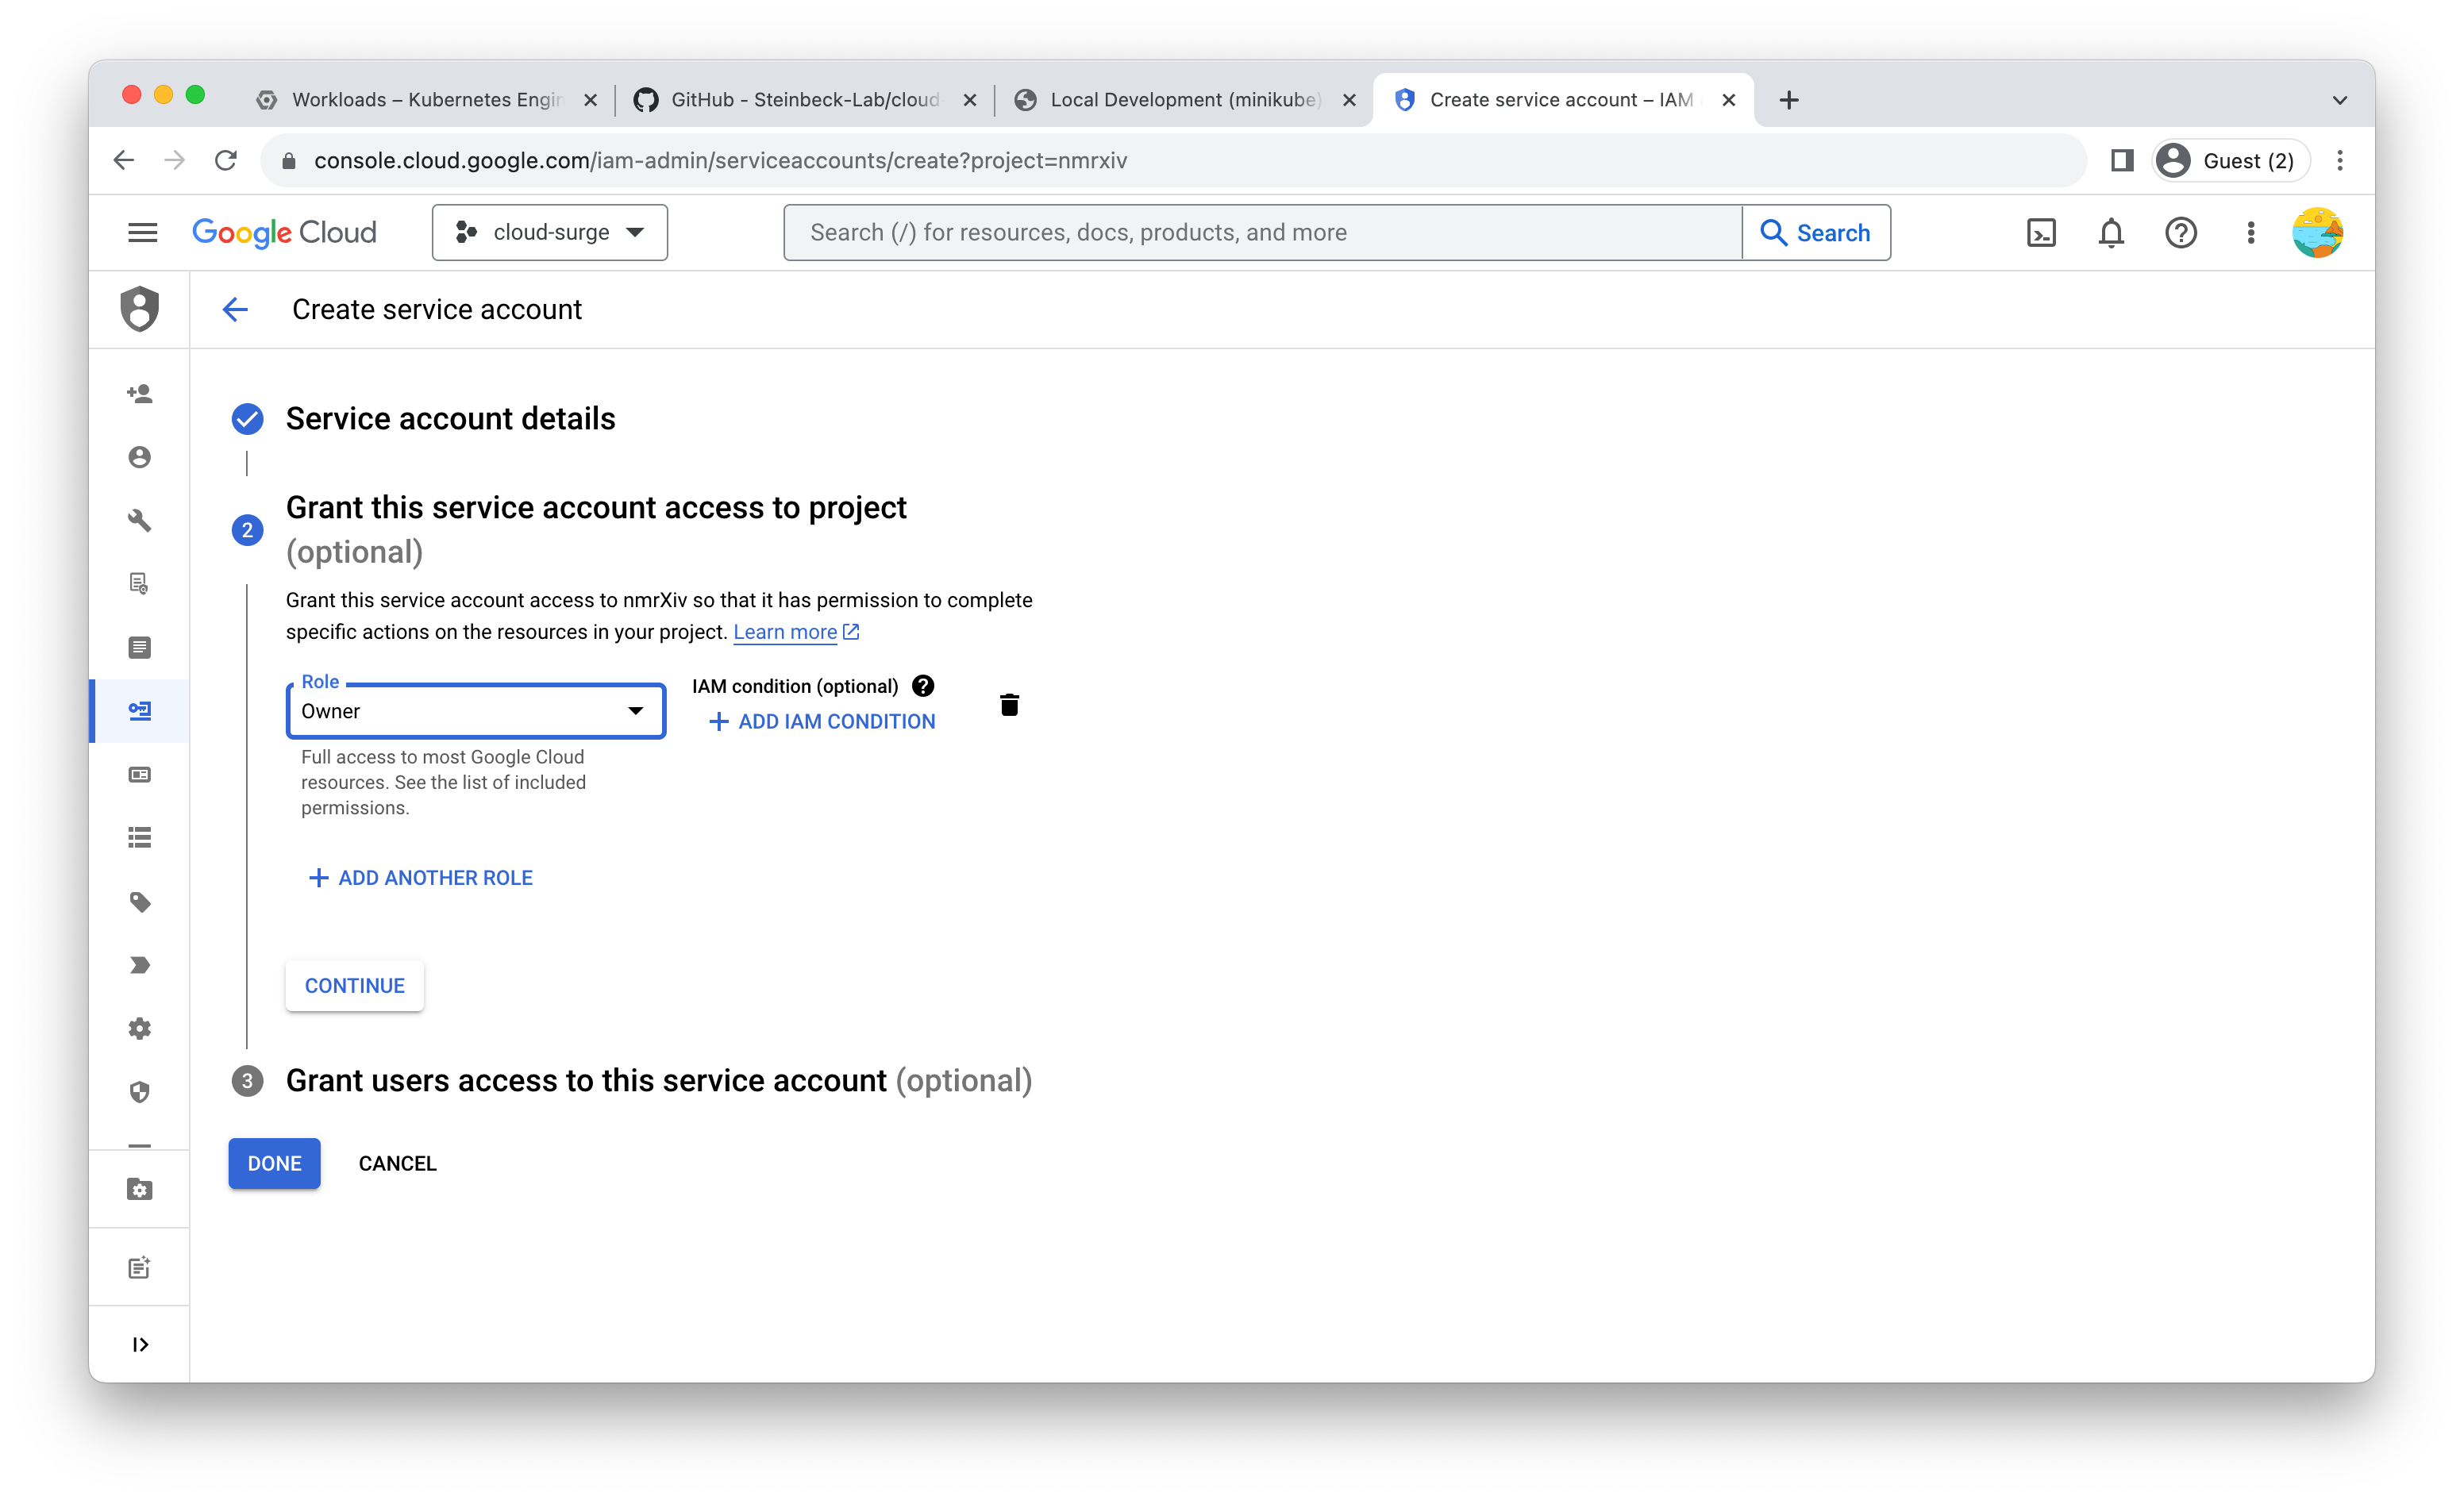 Workloads – Kubernetes Engin
GitHub - Steinbeck-Lab/cloud
Local Development (minikube)
Create service account – IAM
console.cloud.google.com/iam-admin/serviceaccounts/create?project=nmrxiv
Guest (2)
Google Cloud
cloud-surge
Search (/) for resources, docs, products, and more
Search
Create service account
Service account details
2
Grant this service account access to project
(optional)
Grant this service account access to nmrXiv so that it has permission to complete
specific actions on the resources in your project. Learn more
Role
Owner
IAM condition (optional)
ADD IAM CONDITION
Full access to most Google Cloud
resources. See the list of included
permissions.
ADD ANOTHER ROLE
CONTINUE
3
Grant users access to this service account (optional)
DONE
CANCEL